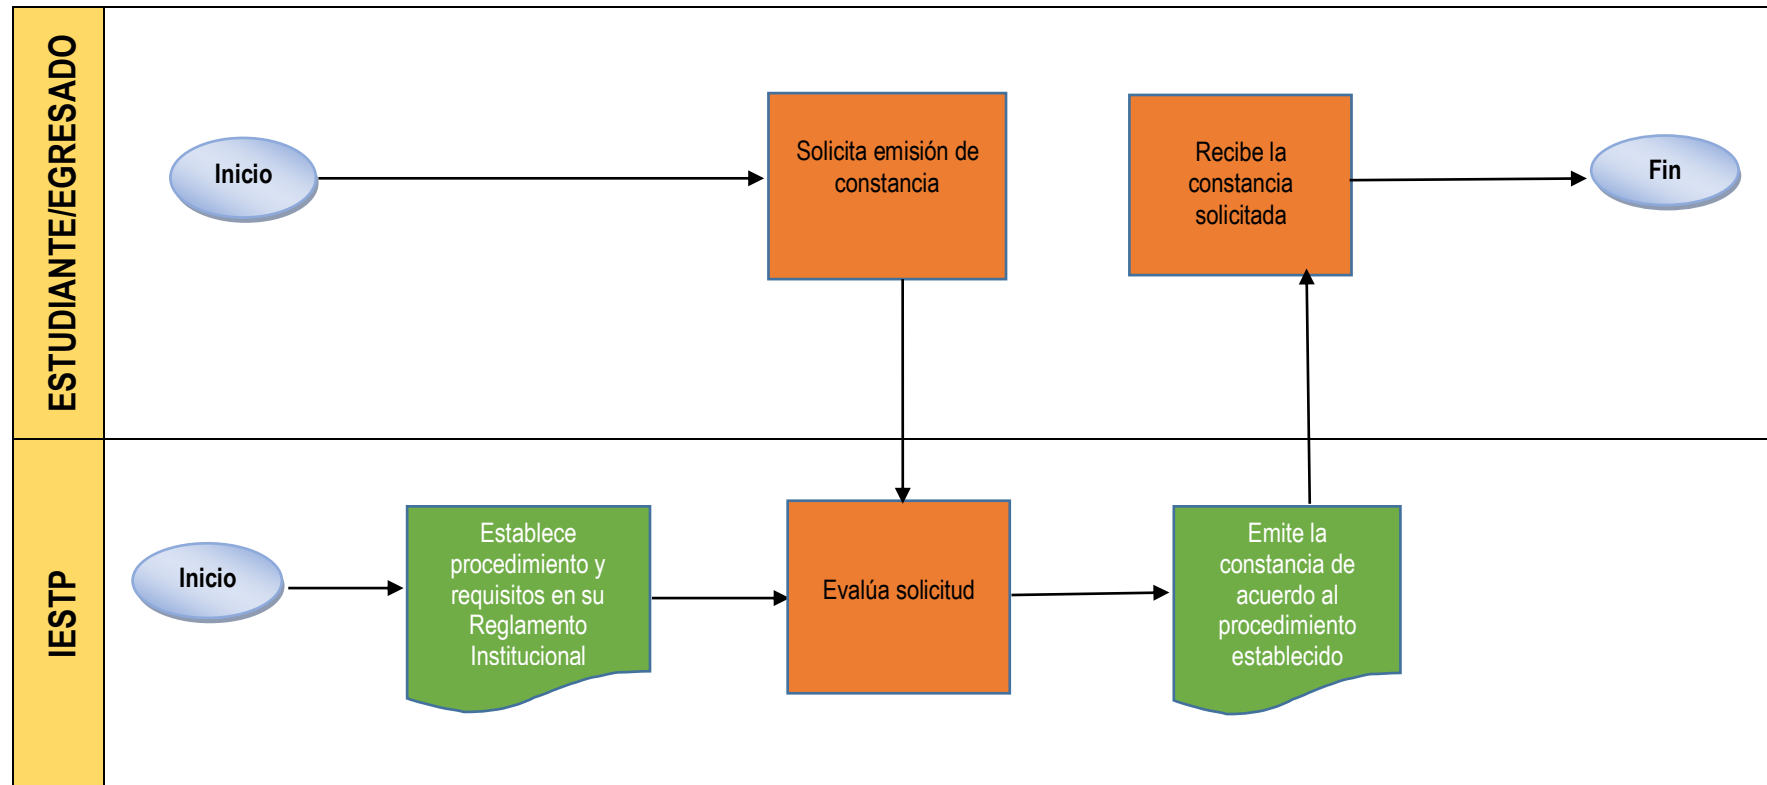 ESTUDIANTE/EGRESADO
Inicio
Solicita emisión de
constancia
Recibe la
constancia
solicitada
Fin
IESTP
Inicio
Establece
procedimiento y
requisitos en su
Reglamento
Institucional
Evalúa solicitud
Emite la
constancia de
acuerdo al
procedimiento
establecido